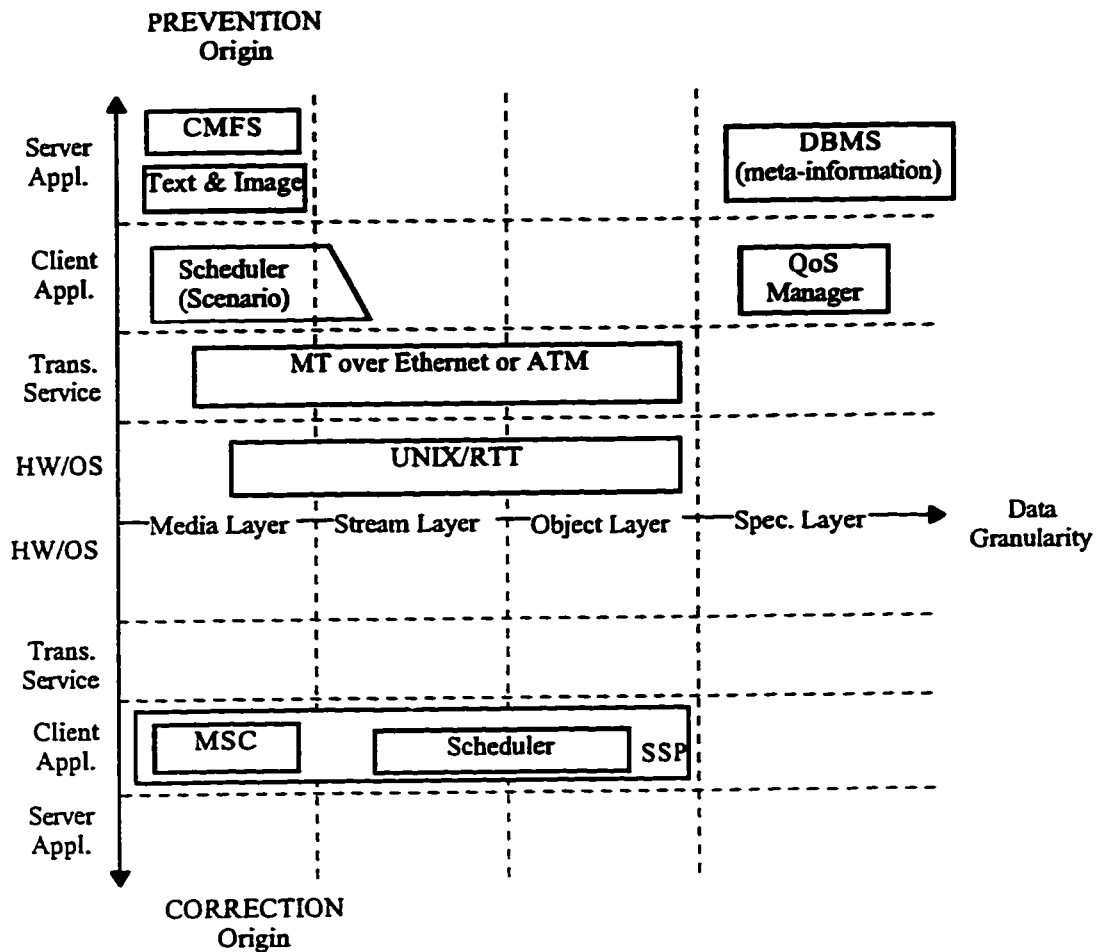 PREVENTION
Origin
Server
Appl.
CMFS
Text & Image
DBMS
(meta-information)
Client
Appl.
Scheduler
(Scenario)
QoS
Manager
Trans.
Service
MT over Ethernet or ATM
HW/OS
UNIX/RTT
Media Layer
Stream Layer
Object Layer
Spec. Layer
Data
Granularity
HW/OS
Trans.
Service
Client
Appl.
MSC
Scheduler
SSP
Server
Appl.
CORRECTION
Origin